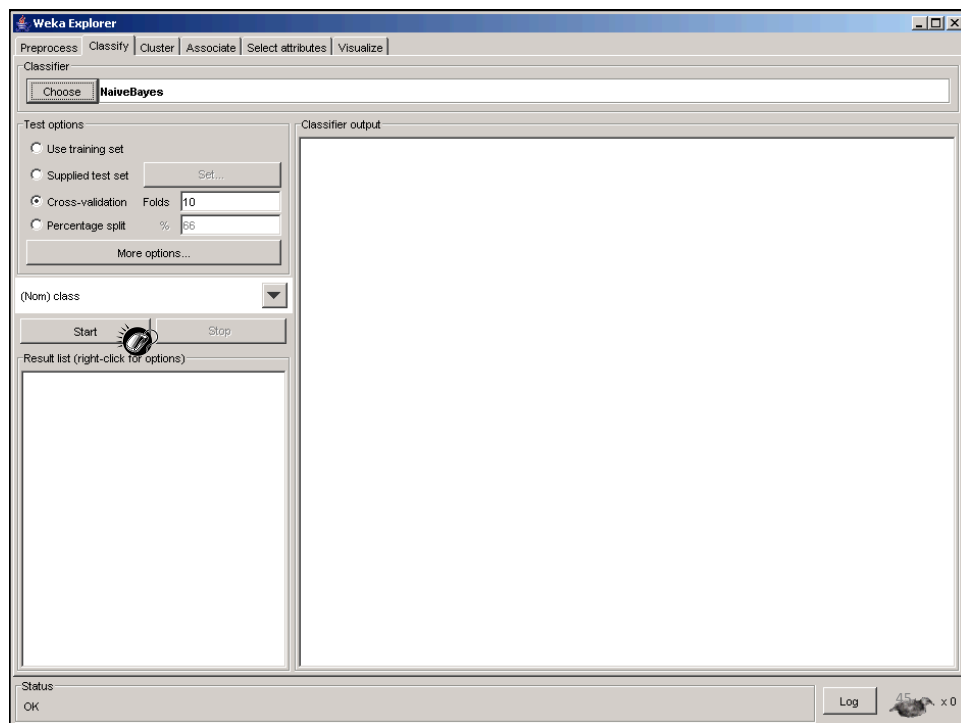 Weka Explorer
Preprocess Classify Cluster Associate Select attributes Visualize
Classifier
Choose NaiveBayes
Test options
Use training set
Supplied test set Set...
Cross-validation Folds 10
Percentage split % 66
More options...
(Nom) class
Start Stop
Result list (right-click for options)
Classifier output
Status
OK
Log
45
x 0